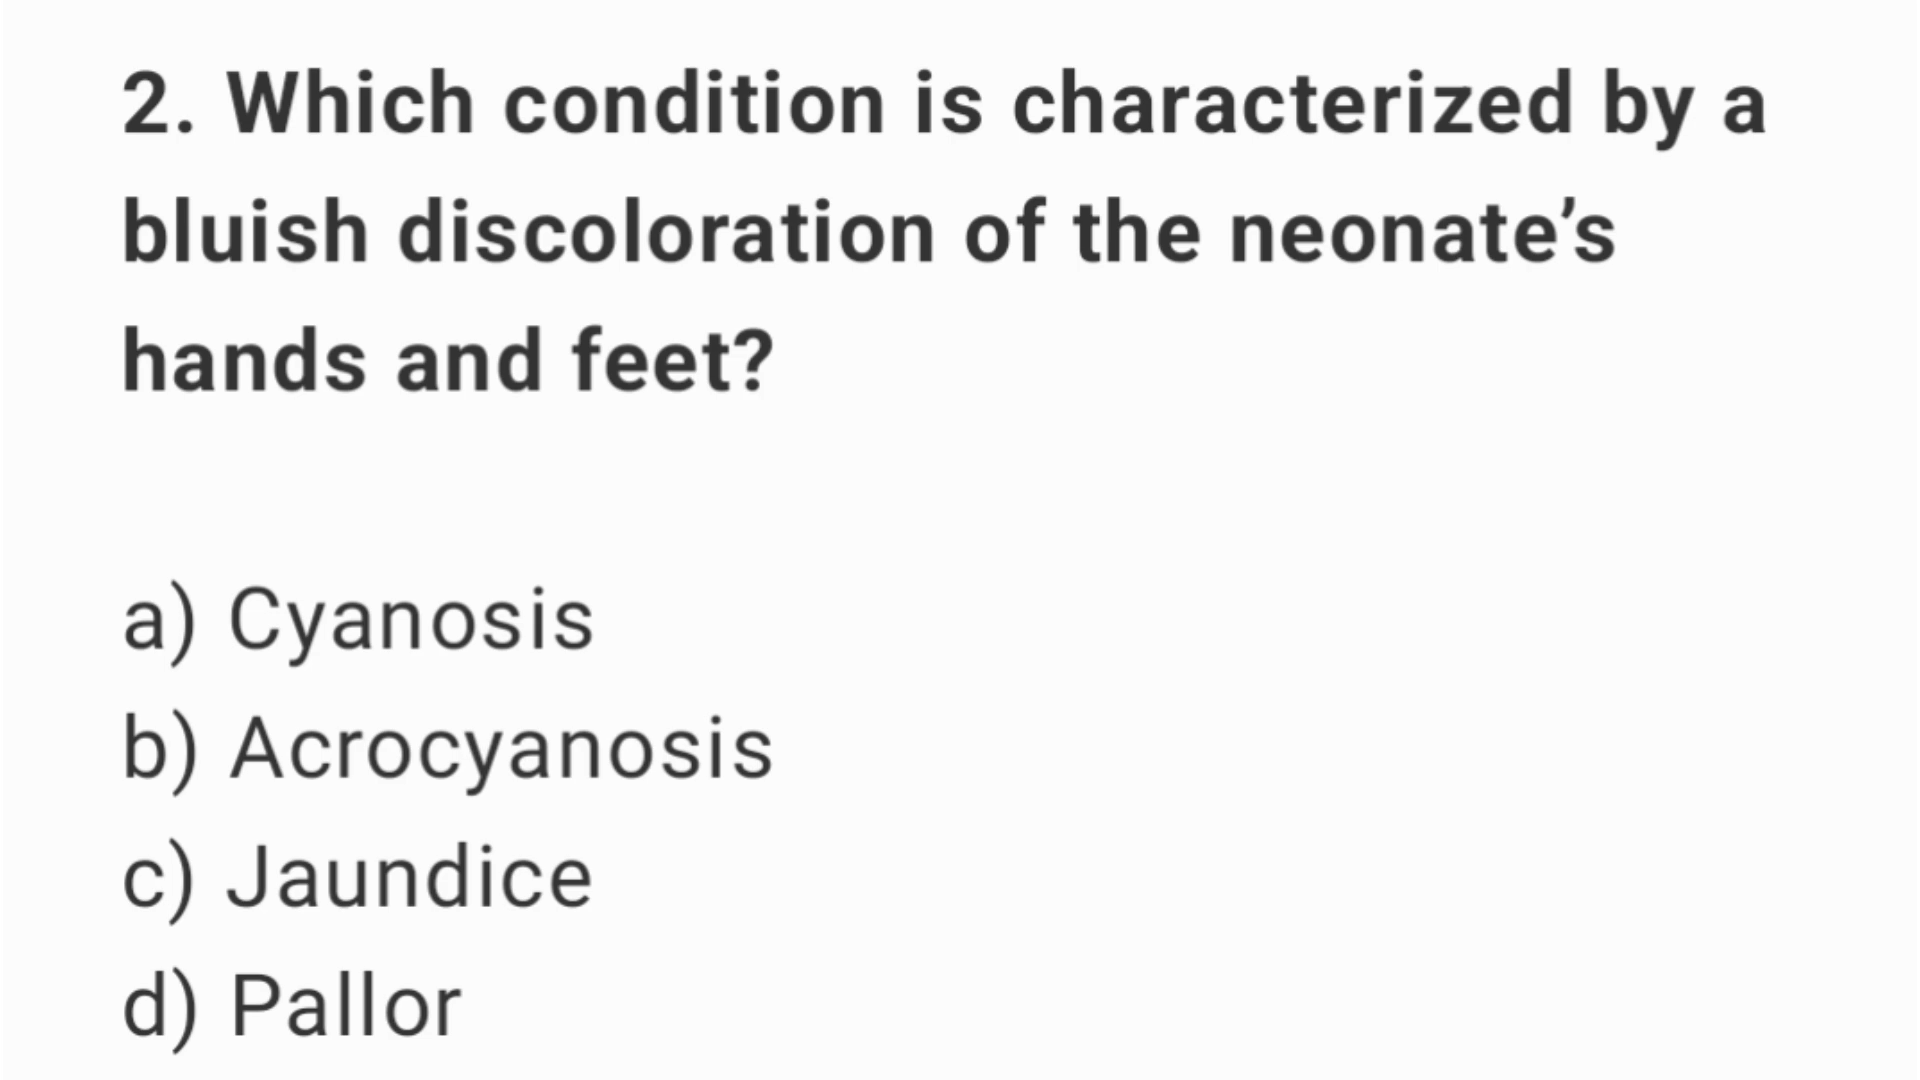 2. Which condition is characterized by a
bluish discoloration of the neonate’s
hands and feet?
a) Cyanosis
b) Acrocyanosis
c) Jaundice
d) Pallor